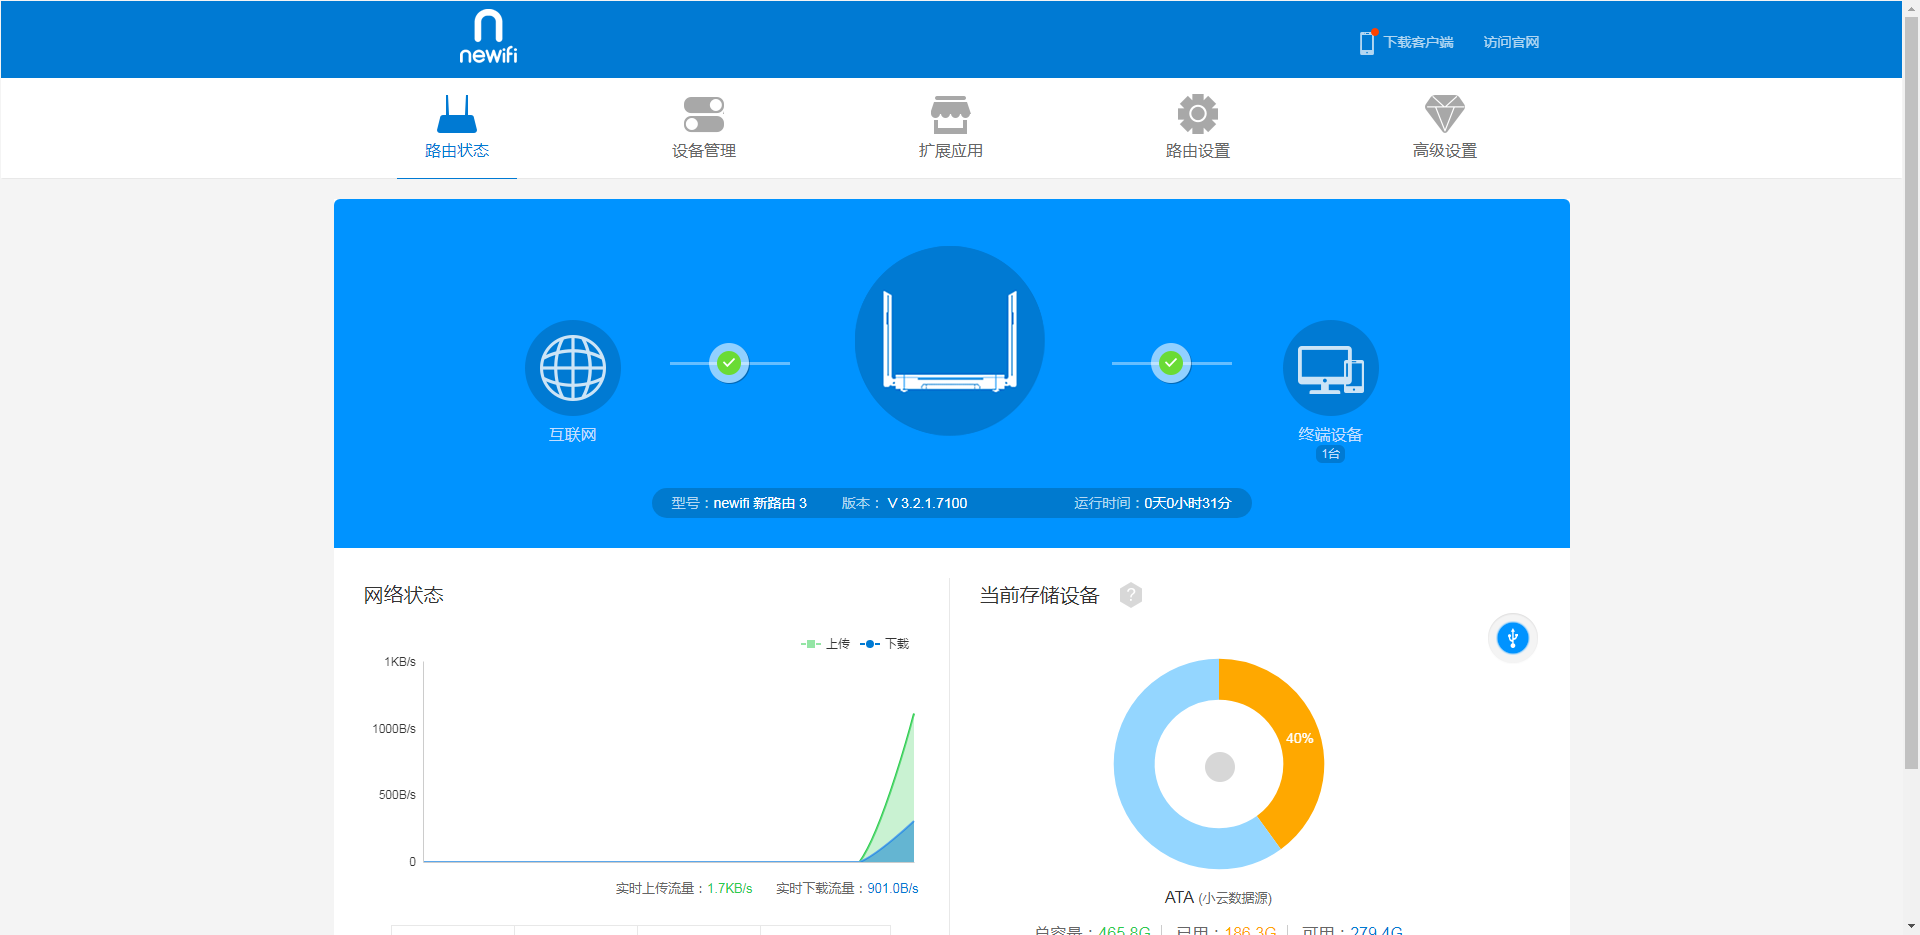 newifi
下载客户端 访问官网
路由状态 设备管理 扩展应用 路由设置 高级设置
互联网 终端设备
1台
型号：newifi 新路由 3 版本： V 3.2.1.7100 运行时间：0天0小时31分
网络状态
上传 下载
1KB/s
1000B/s
500B/s
0
实时上传流量：1.7KB/s 实时下载流量：901.0B/s
当前存储设备 ?
40%
ATA (小云数据源)
总容量：465.8G 已用：186.3G 可用：279.4G